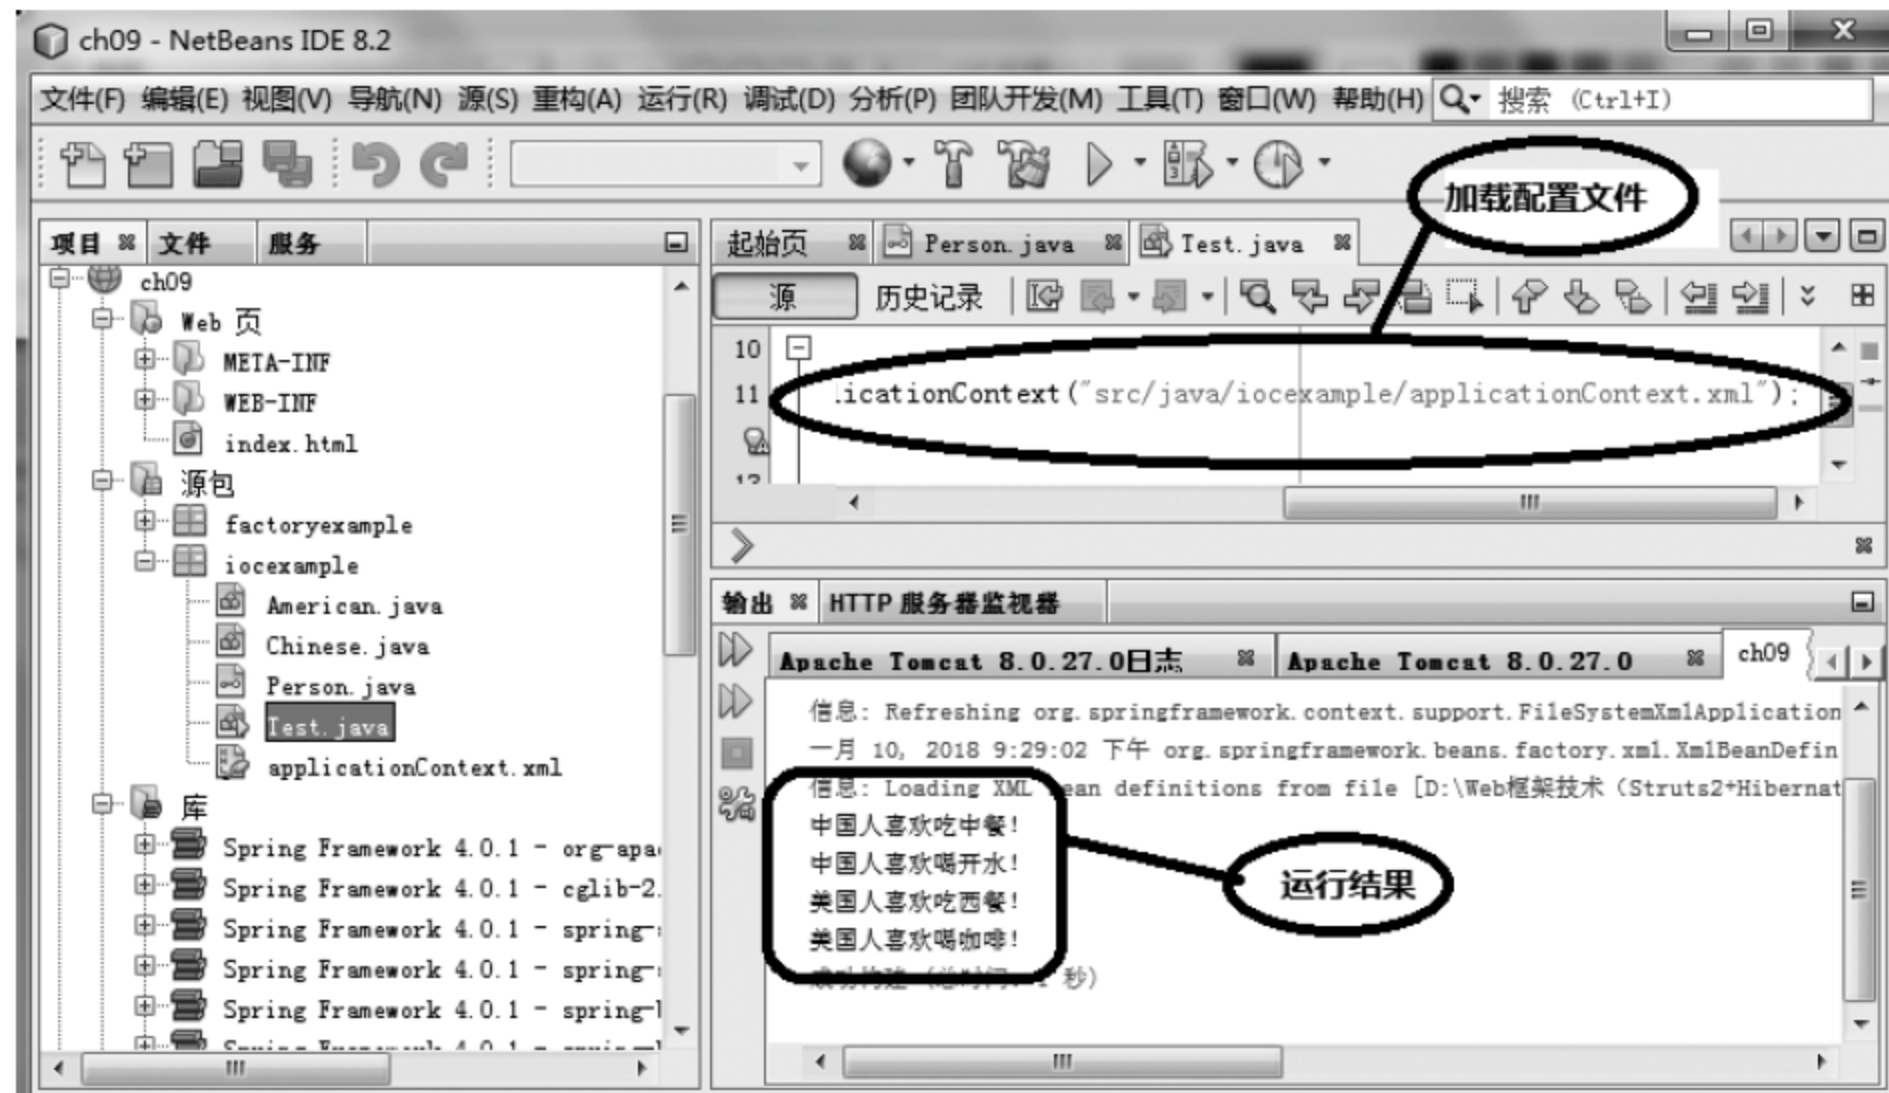 ch09 - NetBeans IDE 8.2
文件(F) 编辑(E) 视图(V) 导航(N) 源(S) 重构(A) 运行(R) 调试(D) 分析(P) 团队开发(M) 工具(T) 窗口(W) 帮助(H) 搜索 (Ctrl+I)
加载配置文件
项目 文件 服务
ch09
Web 页
META-INF
WEB-INF
index.html
源包
factoryexample
iocexample
American.java
Chinese.java
Person.java
Test.java
applicationContext.xml
库
Spring Framework 4.0.1 - org-apa
Spring Framework 4.0.1 - cglib-2.
Spring Framework 4.0.1 - spring-
Spring Framework 4.0.1 - spring-
Spring Framework 4.0.1 - spring-
起始页 Person.java Test.java
源 历史记录
10
11 licationContext("src/java/iocexample/applicationContext.xml");
输出 HTTP 服务器监视器
Apache Tomcat 8.0.27.0日志 Apache Tomcat 8.0.27.0 ch09
信息: Refreshing org.springframework.context.support.FileSystemXmlApplication
一月 10, 2018 9:29:02 下午 org.springframework.beans.factory.xml.XmlBeanDefin
信息: Loading XML bean definitions from file [D:\Web框架技术 (Struts2+Hibernat
中国人喜欢吃中餐!
中国人喜欢喝开水!
美国人喜欢吃西餐!
美国人喜欢喝咖啡!
运行结果